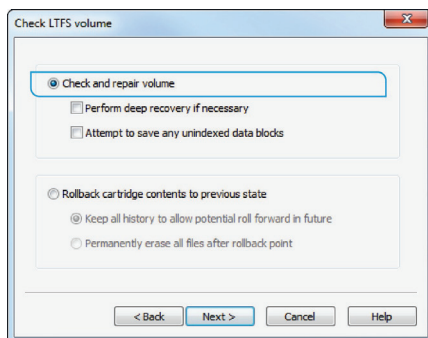 Check LTFS volume
Check and repair volume
Perform deep recovery if necessary
Attempt to save any unindexed data blocks
Rollback cartridge contents to previous state
Keep all history to allow potential roll forward in future
Permanently erase all files after rollback point
< Back Next > Cancel Help